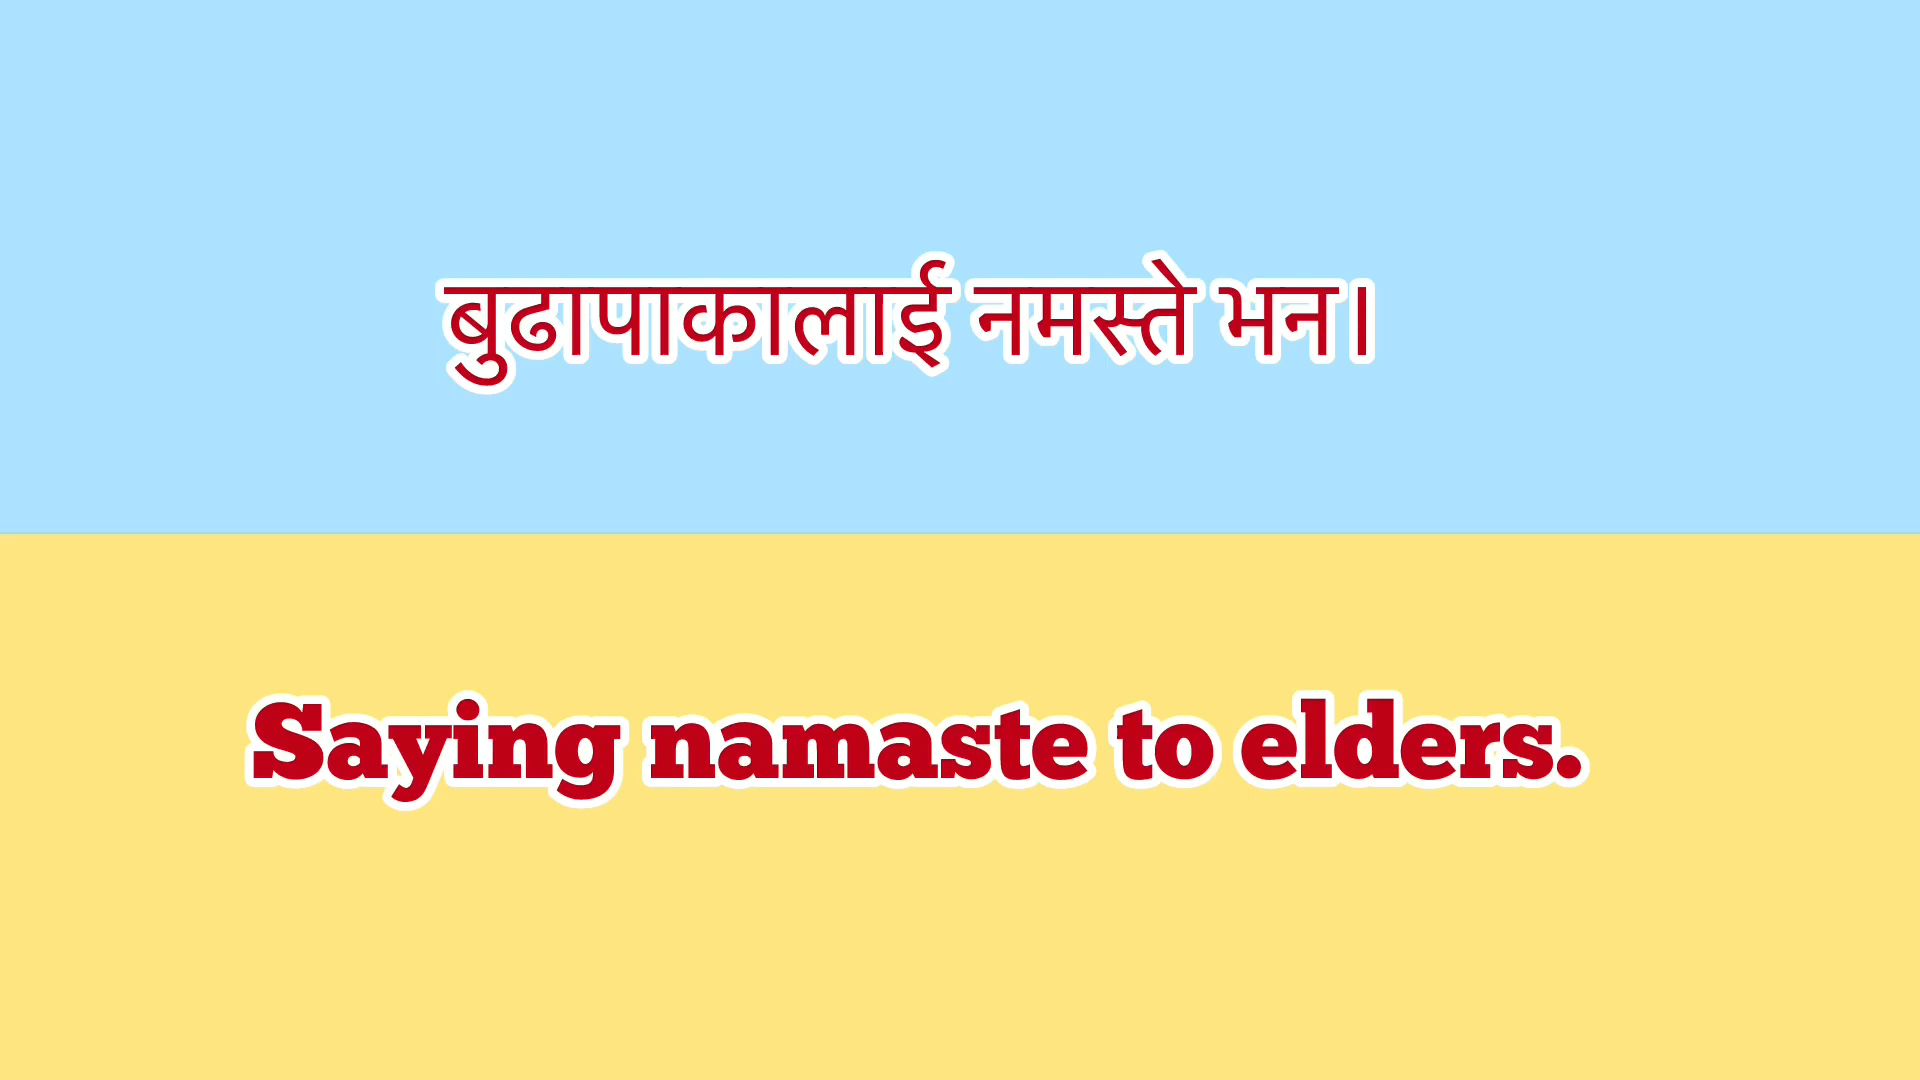 बुढापाकालाई नमस्ते भन।
Saying namaste to elders.